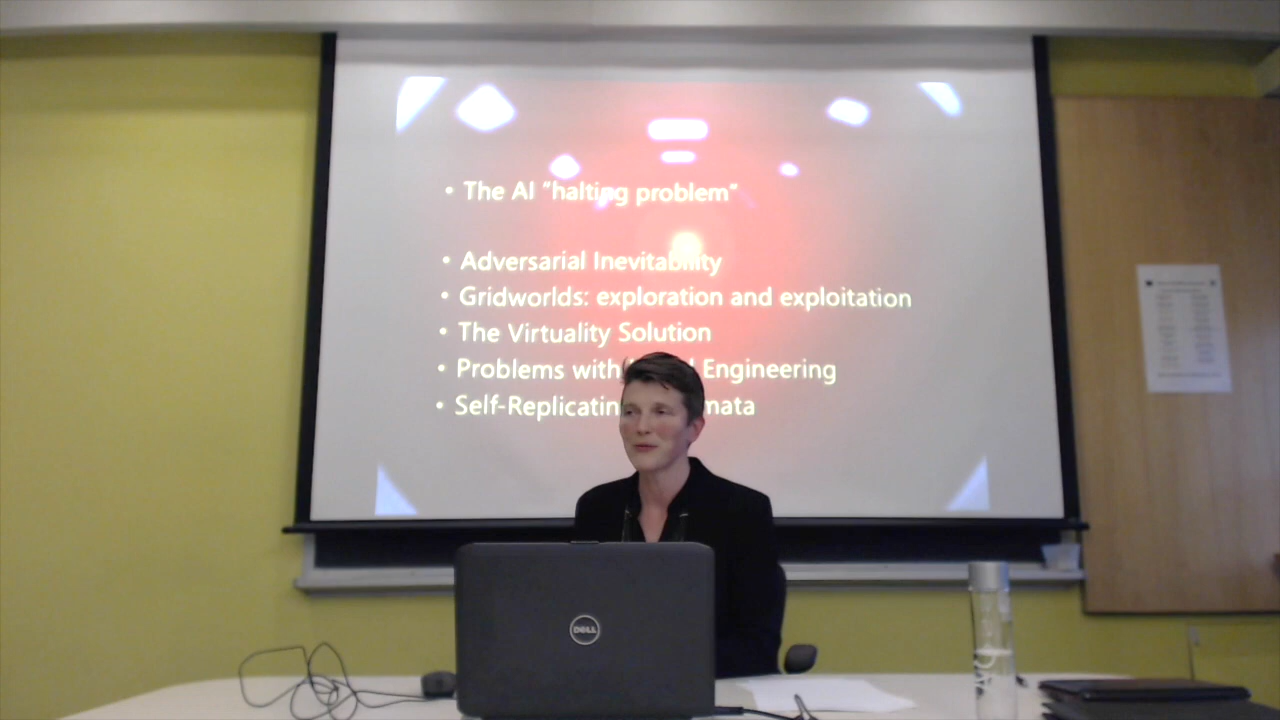 • The AI "halting problem"
• Adversarial Inevitability
• Gridworlds: exploration and exploitation
• The Virtuality Solution
• Problems with Engineering
• Self-Replicatin mata
DELL